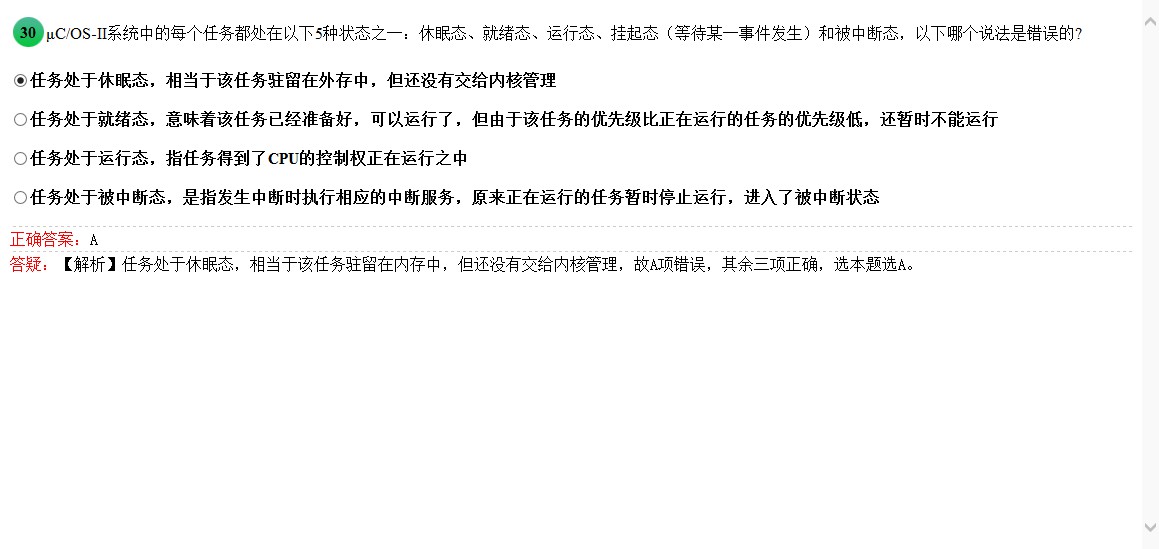 30 μC/OS-II系统中的每个任务都处在以下5种状态之一：休眠态、就绪态、运行态、挂起态（等待某一事件发生）和被中断态，以下哪个说法是错误的?
任务处于休眠态，相当于该任务驻留在外存中，但还没有交给内核管理
任务处于就绪态，意味着该任务已经准备好，可以运行了，但由于该任务的优先级比正在运行的任务的优先级低，还暂时不能运行
任务处于运行态，指任务得到了CPU的控制权正在运行之中
任务处于被中断态，是指发生中断时执行相应的中断服务，原来正在运行的任务暂时停止运行，进入了被中断状态
正确答案：A
答疑：【解析】任务处于休眠态，相当于该任务驻留在内存中，但还没有交给内核管理，故A项错误，其余三项正确，选本题选A。